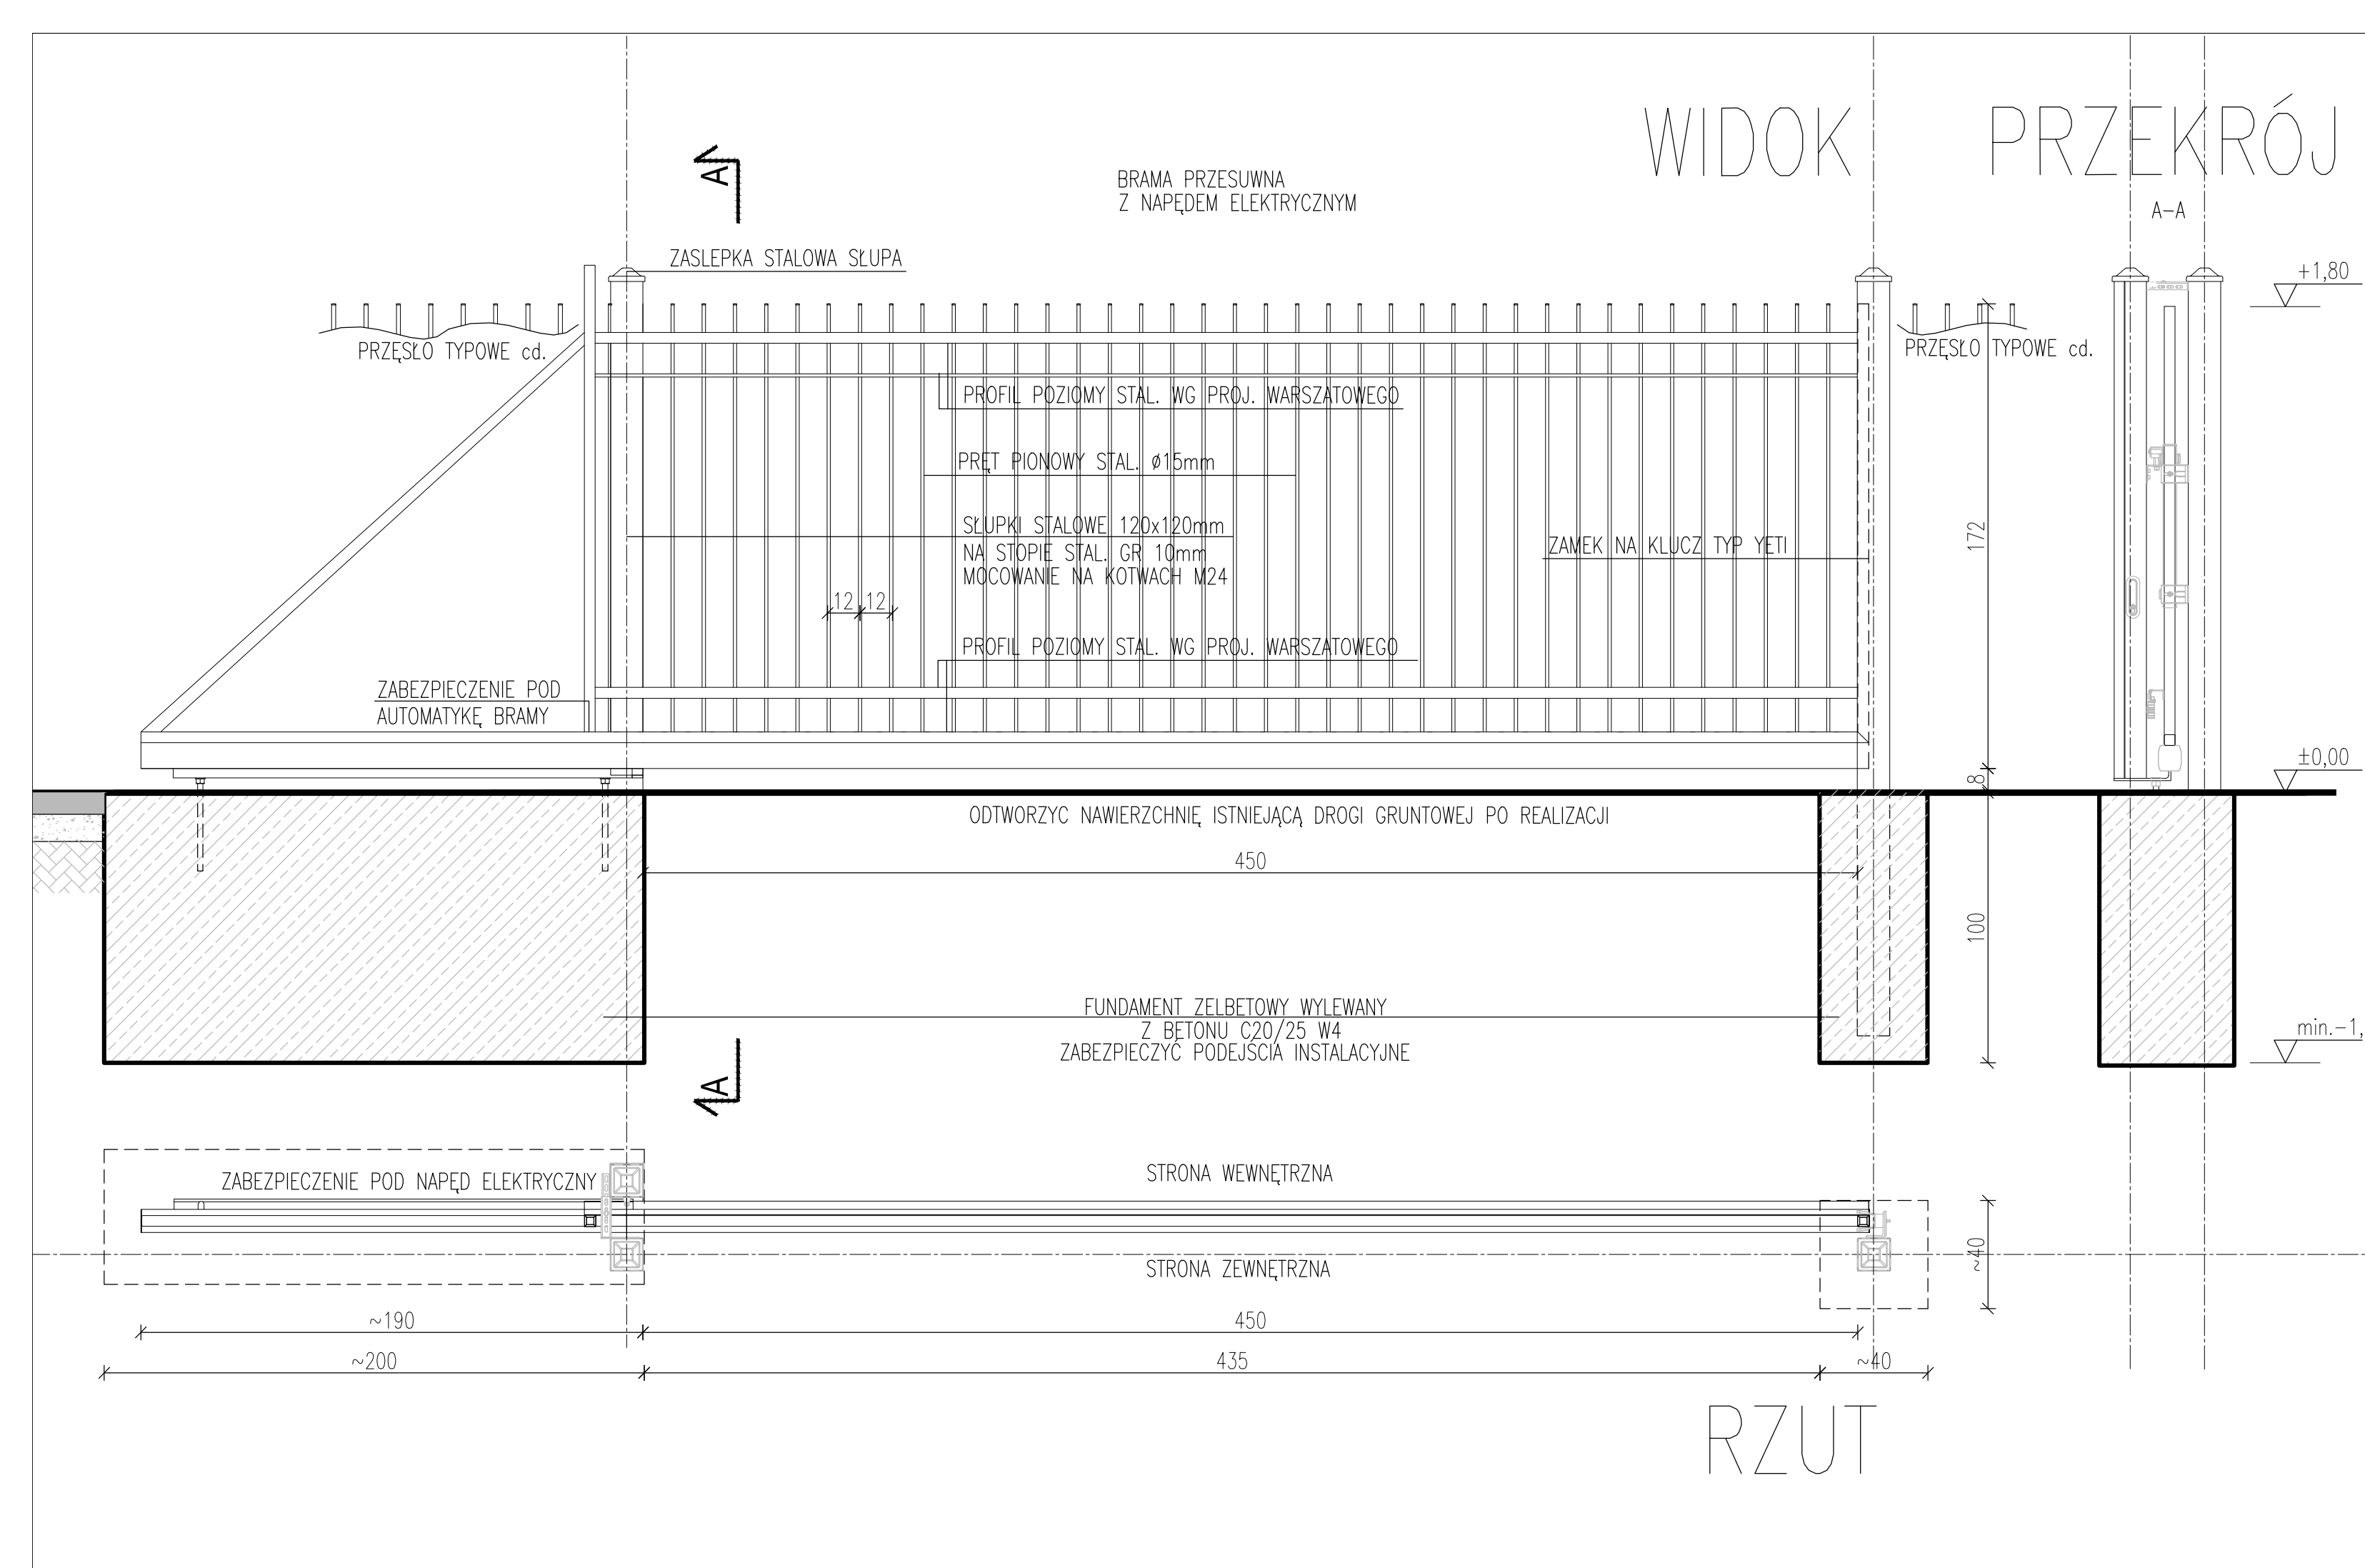 WIDOK
PRZEKRÓJ
A-A
A
BRAMA PRZESUWNA
Z NAPĘDEM ELEKTRYCZNYM
ZASLEPKA STALOWA SŁUPA
+1,80
PRZĘSŁO TYPOWE cd.
PRZĘSŁO TYPOWE cd.
PROFIL POZIOMY STAL. WG PROJ. WARSZATOWEGO
PRĘT PIONOWY STAL. ø15mm
SŁUPKI STALOWE 120x120mm
NA STOPIE STAL. GR 10mm
MOCOWANIE NA KOTWACH M24
ZAMEK NA KLUCZ TYP YETI
172
12 12
PROFIL POZIOMY STAL. WG PROJ. WARSZATOWEGO
ZABEZPIECZENIE POD
AUTOMATYKĘ BRAMY
±0,00
8
ODTWORZYC NAWIERZCHNIĘ ISTNIEJĄCĄ DROGI GRUNTOWEJ PO REALIZACJI
450
100
FUNDAMENT ZELBETOWY WYLEWANY
Z BETONU C20/25 W4
ZABEZPIECZYĆ PODEJŚCIA INSTALACYJNE
min.-1,
A
ZABEZPIECZENIE POD NAPĘD ELEKTRYCZNY
STRONA WEWNĘTRZNA
STRONA ZEWNĘTRZNA
~40
~190
450
~200
435
~40
RZUT